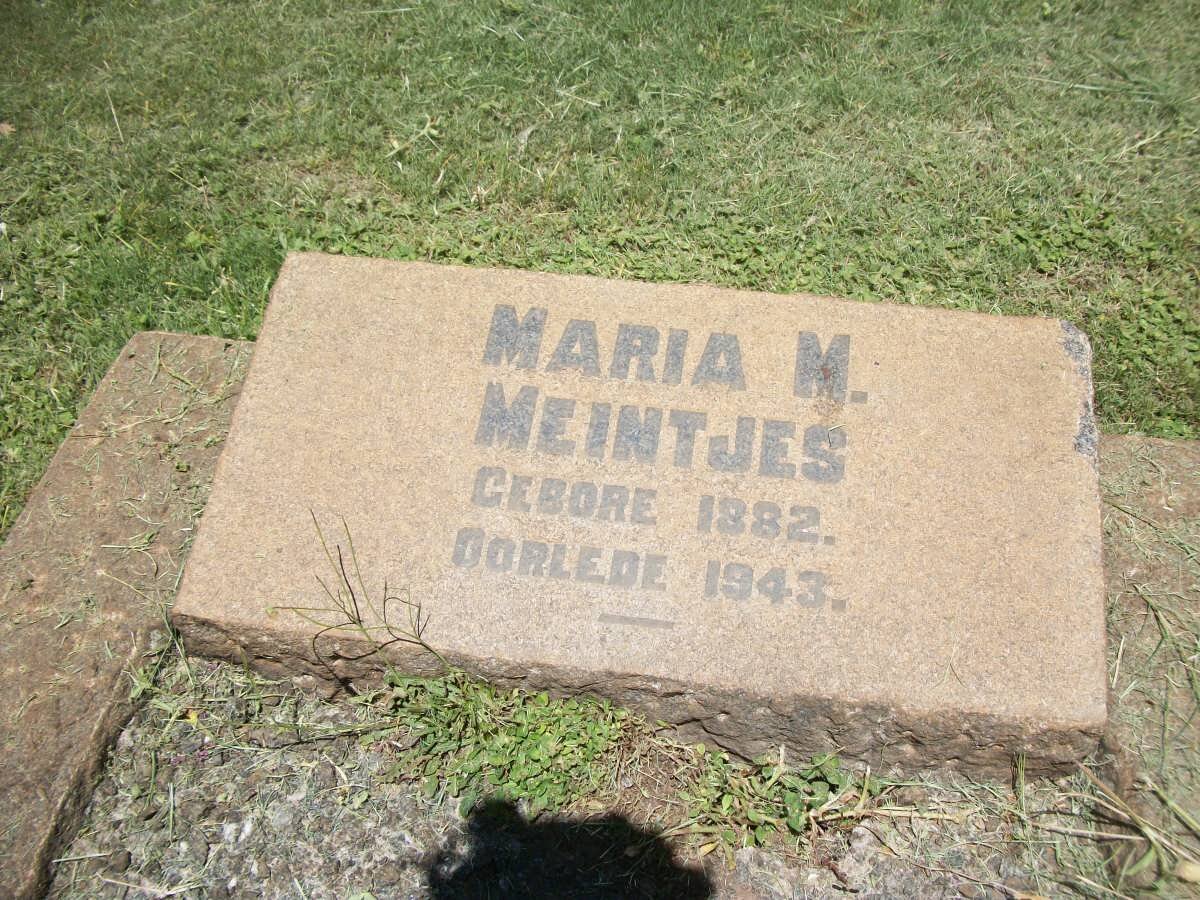 MARIA M.
MEINTJES
GEBORE 1882.
OORLEDE 1943.